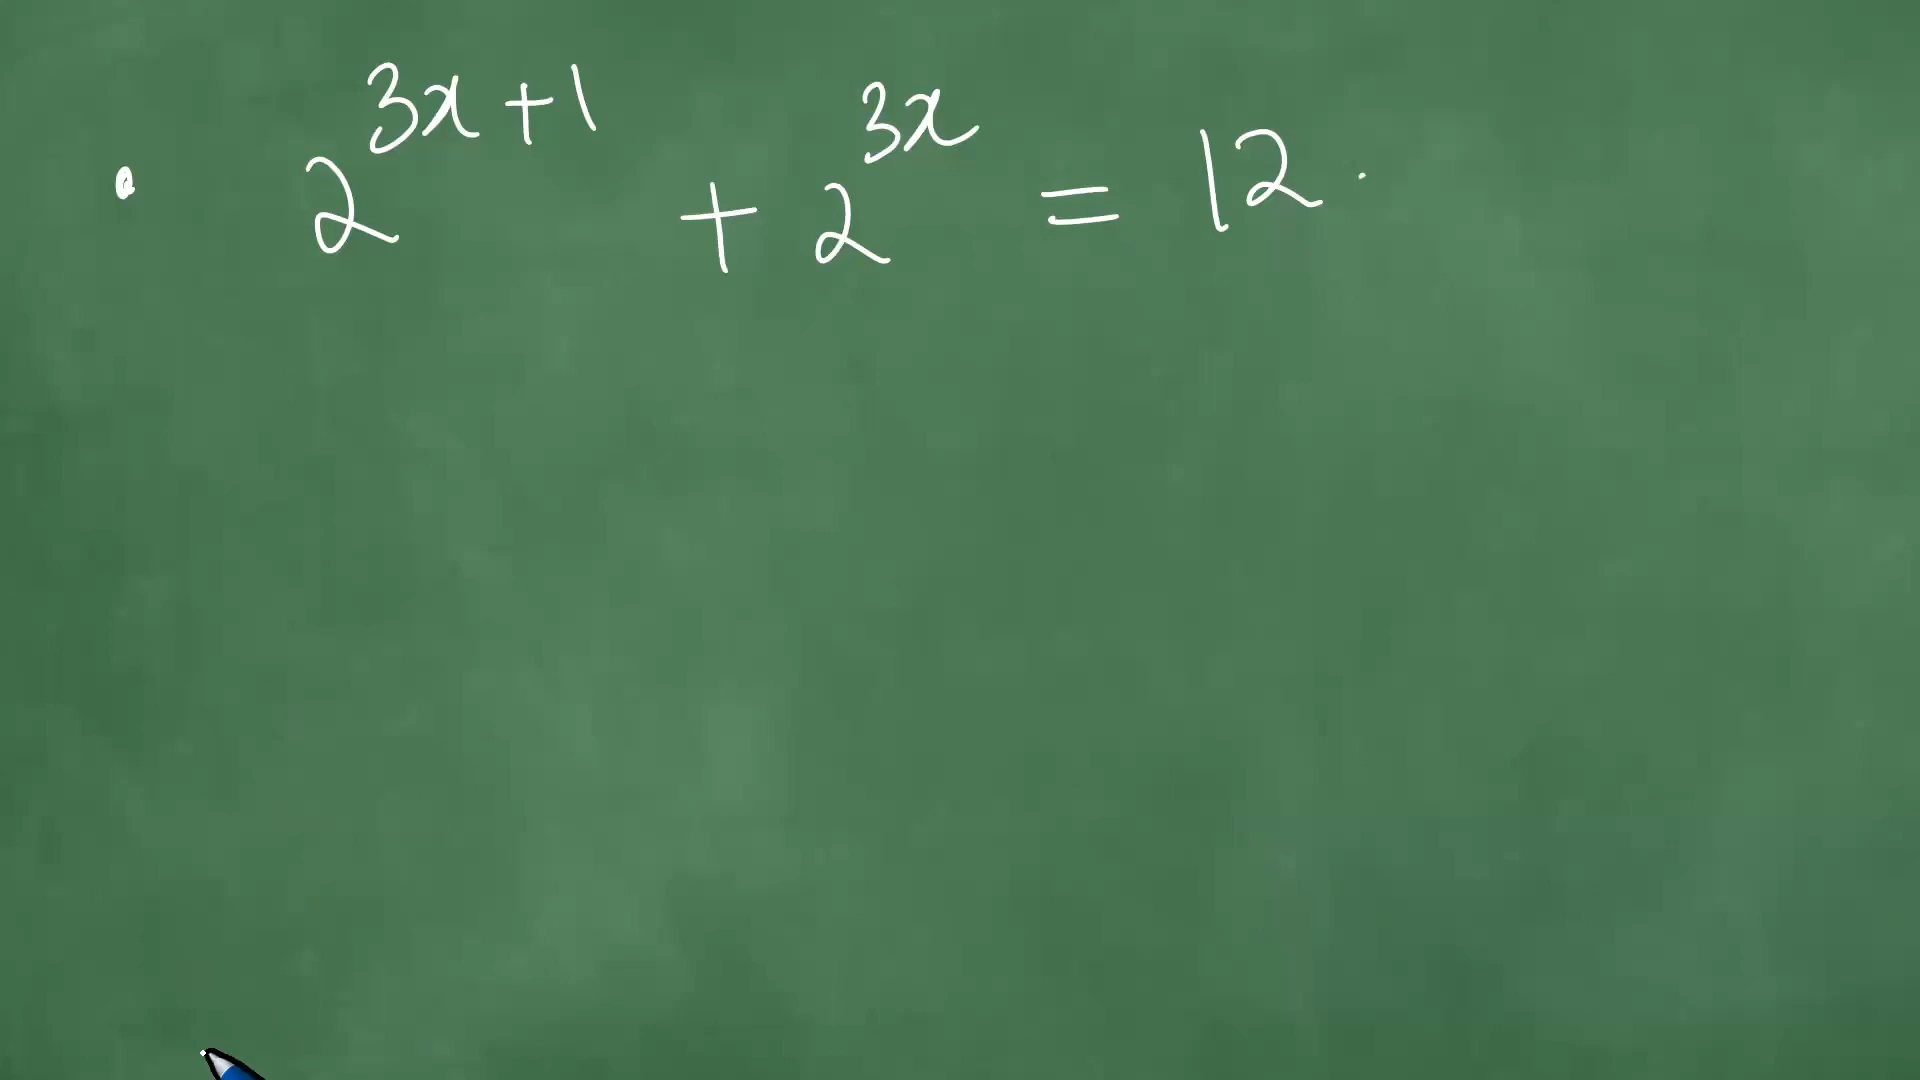 • 2^{3x+1} + 2^{3x} = 12.